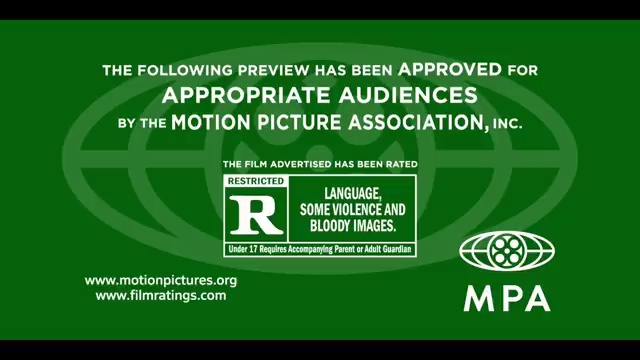 THE FOLLOWING PREVIEW HAS BEEN APPROVED FOR
APPROPRIATE AUDIENCES
BY THE MOTION PICTURE ASSOCIATION, INC.
THE FILM ADVERTISED HAS BEEN RATED
RESTRICTED
R
LANGUAGE,
SOME VIOLENCE AND
BLOODY IMAGES.
Under 17 Requires Accompanying Parent or Adult Guardian
www.motionpictures.org
www.filmratings.com
MPA